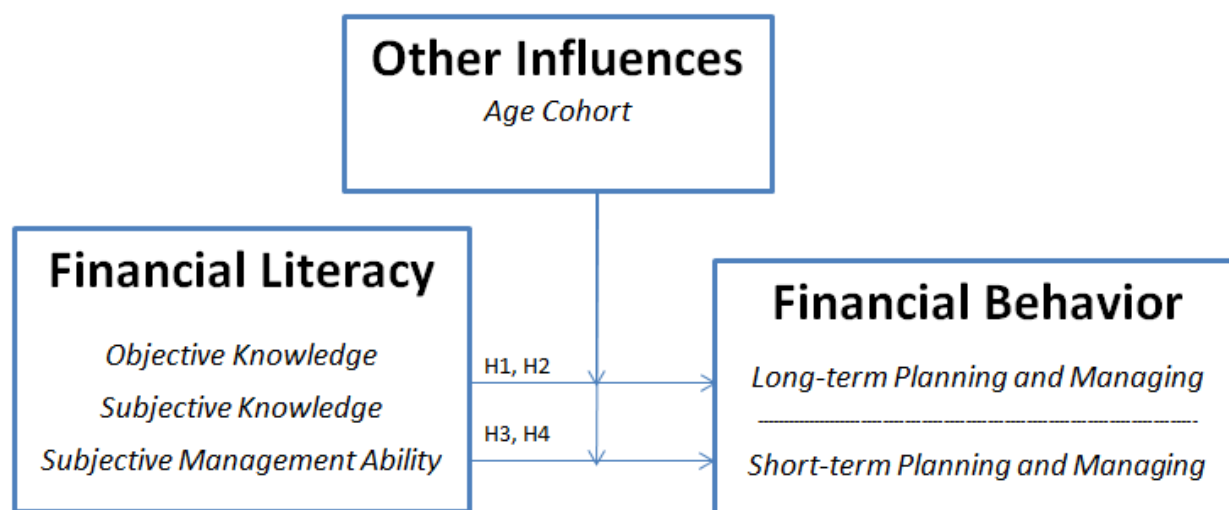 Other Influences
Age Cohort
Financial Literacy
Objective Knowledge
Subjective Knowledge
Subjective Management Ability
H1, H2
H3, H4
Financial Behavior
Long-term Planning and Managing
Short-term Planning and Managing